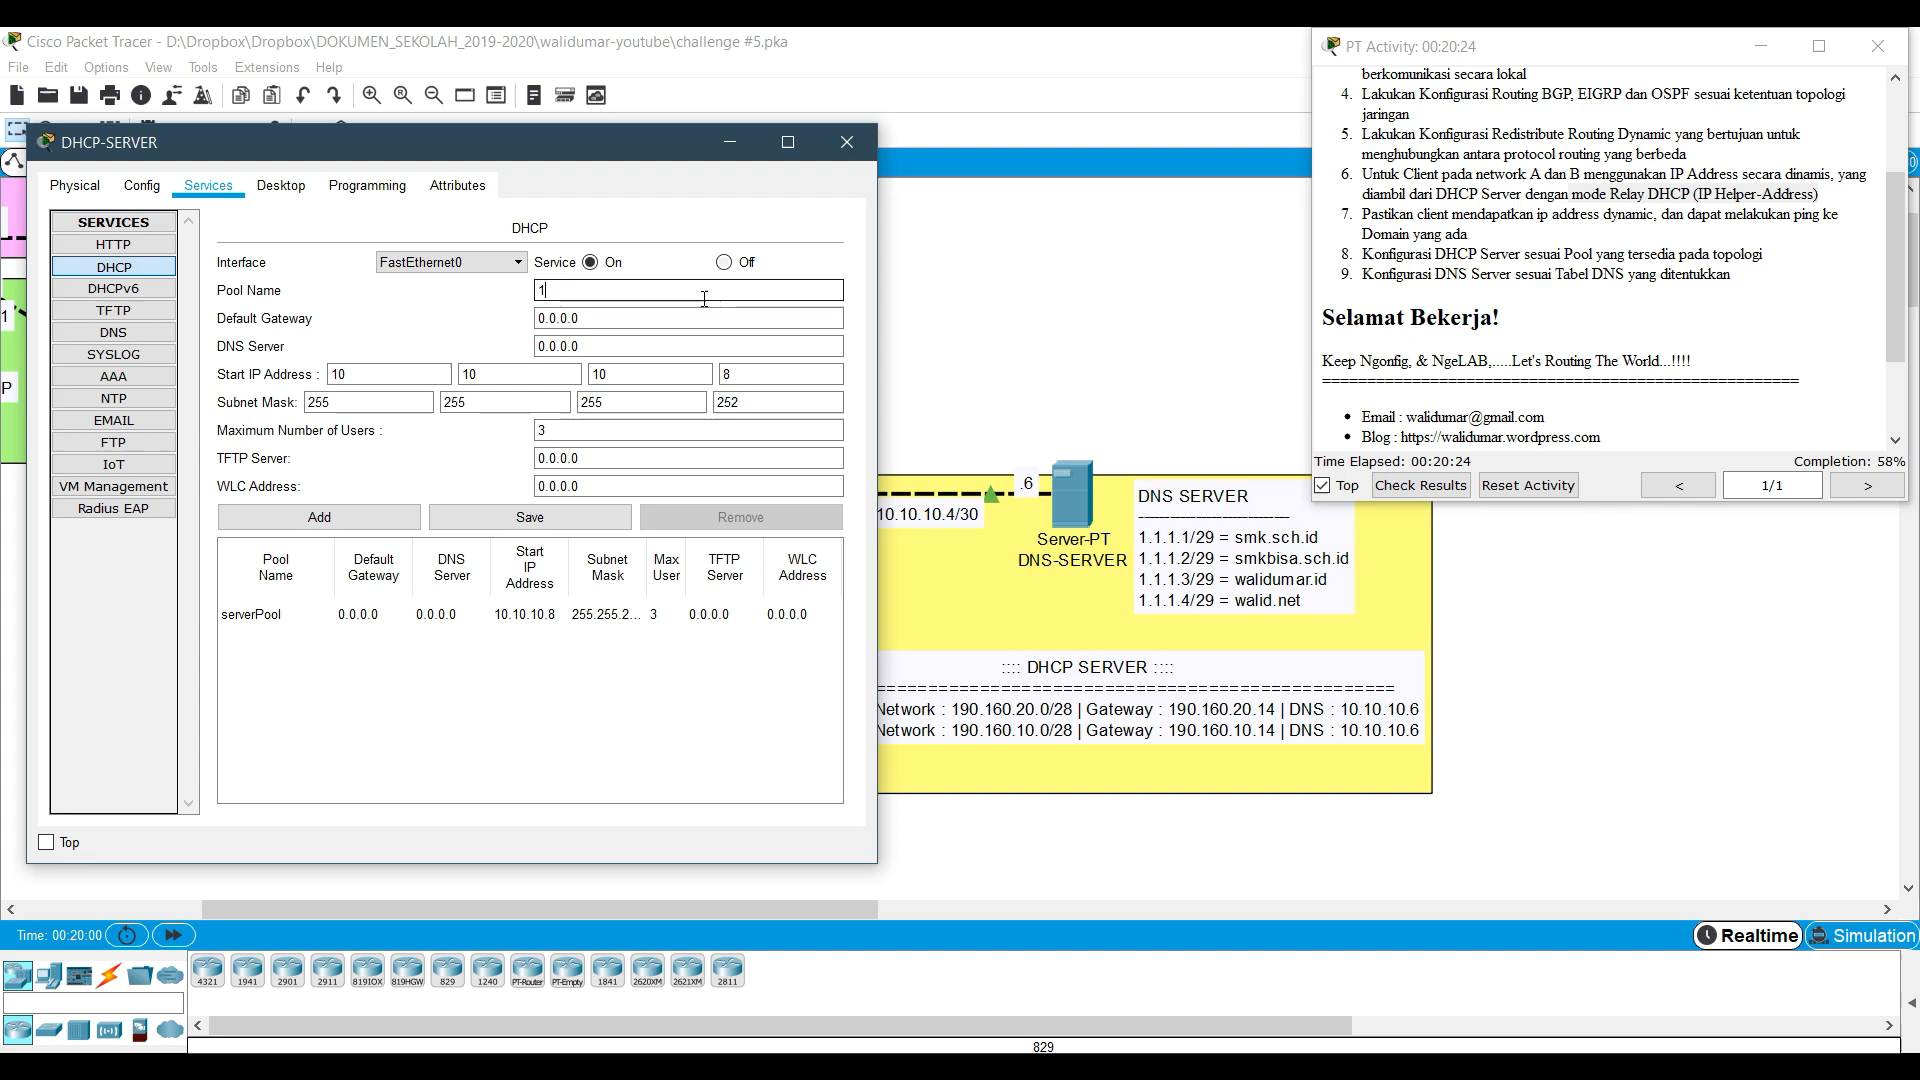 Cisco Packet Tracer - D:\Dropbox\Dropbox\DOKUMEN_SEKOLAH_2019-2020\walidumar-youtube\challenge #5.pka
File Edit Options View Tools Extensions Help
DHCP-SERVER
Physical Config Services Desktop Programming Attributes
SERVICES
HTTP
DHCP
DHCPv6
TFTP
DNS
SYSLOG
AAA
NTP
EMAIL
FTP
IoT
VM Management
Radius EAP
DHCP
Interface FastEthernet0 Service On Off
Pool Name 1
Default Gateway 0.0.0.0
DNS Server 0.0.0.0
Start IP Address : 10 10 10 8
Subnet Mask: 255 255 255 252
Maximum Number of Users : 3
TFTP Server: 0.0.0.0
WLC Address: 0.0.0.0
Add Save Remove
Pool Name Default Gateway DNS Server Start IP Address Subnet Mask Max User TFTP Server WLC Address
serverPool 0.0.0.0 0.0.0.0 10.10.10.8 255.255.2... 3 0.0.0.0 0.0.0.0
Top
1
P
PT Activity: 00:20:24
berkomunikasi secara lokal
4. Lakukan Konfigurasi Routing BGP, EIGRP dan OSPF sesuai ketentuan topologi
jaringan
5. Lakukan Konfigurasi Redistribute Routing Dynamic yang bertujuan untuk
menghubungkan antara protocol routing yang berbeda
6. Untuk Client pada network A dan B menggunakan IP Address secara dinamis, yang
diambil dari DHCP Server dengan mode Relay DHCP (IP Helper-Address)
7. Pastikan client mendapatkan ip address dynamic, dan dapat melakukan ping ke
Domain yang ada
8. Konfigurasi DHCP Server sesuai Pool yang tersedia pada topologi
9. Konfigurasi DNS Server sesuai Tabel DNS yang ditentukkan
Selamat Bekerja!
Keep Ngonfig, & NgeLAB,.....Let's Routing The World...!!!!
====================================================
• Email : walidumar@gmail.com
• Blog : https://walidumar.wordpress.com
Time Elapsed: 00:20:24 Completion: 58%
Top Check Results Reset Activity < 1/1 >
.6
10.10.10.4/30
Server-PT
DNS-SERVER
DNS SERVER
------------------------------
1.1.1.1/29 = smk.sch.id
1.1.1.2/29 = smkbisa.sch.id
1.1.1.3/29 = walidumar.id
1.1.1.4/29 = walid.net
:::: DHCP SERVER ::::
================================================
Network : 190.160.20.0/28 | Gateway : 190.160.20.14 | DNS : 10.10.10.6
Network : 190.160.10.0/28 | Gateway : 190.160.10.14 | DNS : 10.10.10.6
Time: 00:20:00 Realtime Simulation
4321 1941 2901 2911 819IOX 819HGW 829 1240 PT-Router PT-Empty 1841 2620XM 2621XM 2811
829